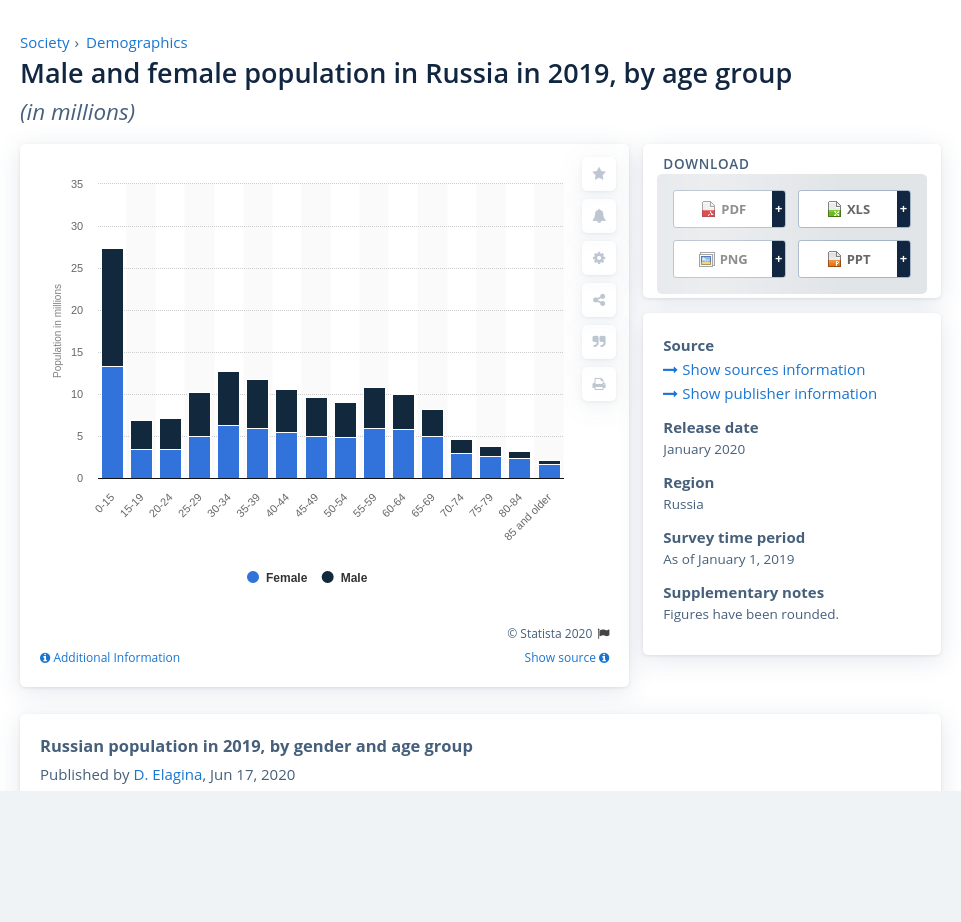 Society › Demographics
Male and female population in Russia in 2019, by age group
(in millions)
35
30
25
20
15
10
5
0
Population in millions
0-15
15-19
20-24
25-29
30-34
35-39
40-44
45-49
50-54
55-59
60-64
65-69
70-74
75-79
80-84
85 and older
Female Male
© Statista 2020
Additional Information Show source
DOWNLOAD
PDF + XLS +
PNG + PPT +
Source
Show sources information
Show publisher information
Release date
January 2020
Region
Russia
Survey time period
As of January 1, 2019
Supplementary notes
Figures have been rounded.
Russian population in 2019, by gender and age group
Published by D. Elagina, Jun 17, 2020